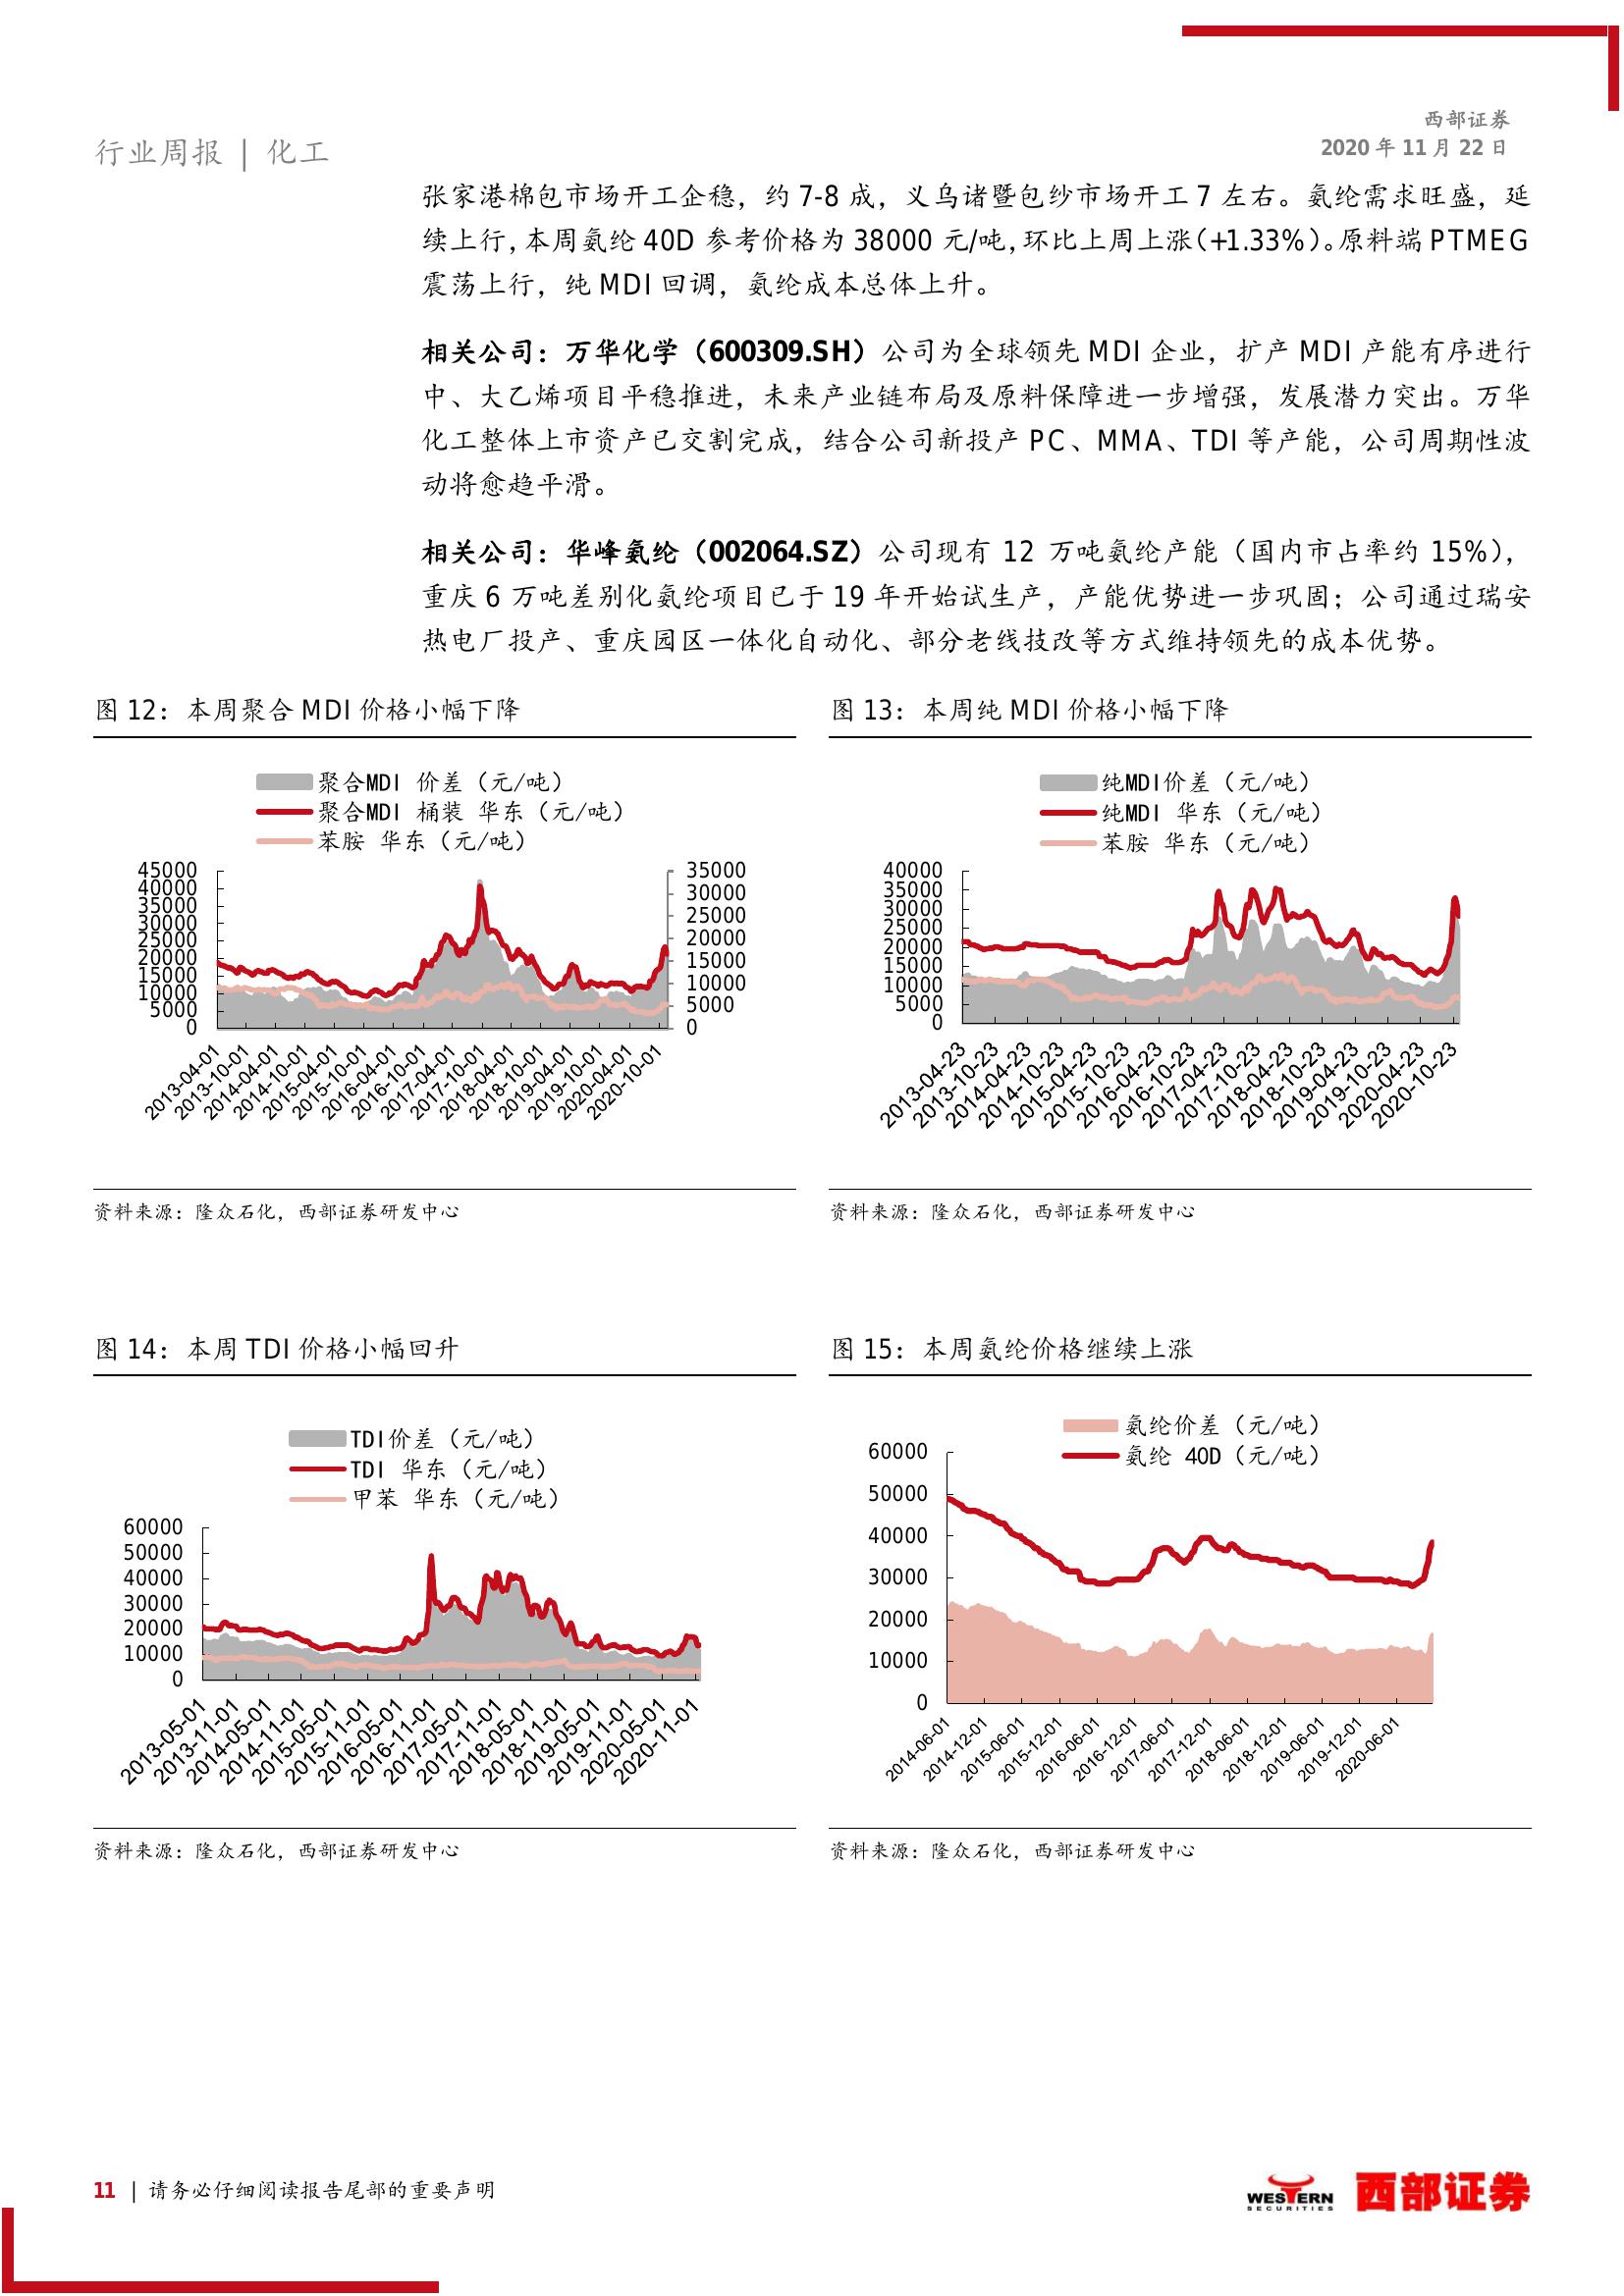 西部证券
2020 年 11 月 22 日
行业周报 | 化工
张家港棉包市场开工企稳，约 7-8 成，义乌诸暨包纱市场开工 7 左右。氨纶需求旺盛，延
续上行，本周氨纶 40D 参考价格为 38000 元/吨，环比上周上涨（+1.33%）。原料端 PTMEG
震荡上行，纯 MDI 回调，氨纶成本总体上升。
相关公司：万华化学（600309.SH）公司为全球领先 MDI 企业，扩产 MDI 产能有序进行
中、大乙烯项目平稳推进，未来产业链布局及原料保障进一步增强，发展潜力突出。万华
化工整体上市资产已交割完成，结合公司新投产 PC、MMA、TDI 等产能，公司周期性波
动将愈趋平滑。
相关公司：华峰氨纶（002064.SZ）公司现有 12 万吨氨纶产能（国内市占率约 15%），
重庆 6 万吨差别化氨纶项目已于 19 年开始试生产，产能优势进一步巩固；公司通过瑞安
热电厂投产、重庆园区一体化自动化、部分老线技改等方式维持领先的成本优势。
图 12：本周聚合 MDI 价格小幅下降
聚合MDI 价差（元/吨）
聚合MDI 桶装 华东（元/吨）
苯胺 华东（元/吨）
45000
40000
35000
30000
25000
20000
15000
10000
5000
0
35000
30000
25000
20000
15000
10000
5000
0
2013-04-01
2013-10-01
2014-04-01
2014-10-01
2015-04-01
2015-10-01
2016-04-01
2016-10-01
2017-04-01
2017-10-01
2018-04-01
2018-10-01
2019-04-01
2019-10-01
2020-04-01
2020-10-01
资料来源：隆众石化，西部证券研发中心
图 13：本周纯 MDI 价格小幅下降
纯MDI价差（元/吨）
纯MDI 华东（元/吨）
苯胺 华东（元/吨）
40000
35000
30000
25000
20000
15000
10000
5000
0
2013-04-23
2013-10-23
2014-04-23
2014-10-23
2015-04-23
2015-10-23
2016-04-23
2016-10-23
2017-04-23
2017-10-23
2018-04-23
2018-10-23
2019-04-23
2019-10-23
2020-04-23
2020-10-23
资料来源：隆众石化，西部证券研发中心
图 14：本周 TDI 价格小幅回升
TDI价差（元/吨）
TDI 华东（元/吨）
甲苯 华东（元/吨）
60000
50000
40000
30000
20000
10000
0
2013-05-01
2013-11-01
2014-05-01
2014-11-01
2015-05-01
2015-11-01
2016-05-01
2016-11-01
2017-05-01
2017-11-01
2018-05-01
2018-11-01
2019-05-01
2019-11-01
2020-05-01
2020-11-01
资料来源：隆众石化，西部证券研发中心
图 15：本周氨纶价格继续上涨
氨纶价差（元/吨）
氨纶 40D（元/吨）
60000
50000
40000
30000
20000
10000
0
2014-06-01
2014-12-01
2015-06-01
2015-12-01
2016-06-01
2016-12-01
2017-06-01
2017-12-01
2018-06-01
2018-12-01
2019-06-01
2019-12-01
2020-06-01
资料来源：隆众石化，西部证券研发中心
11 | 请务必仔细阅读报告尾部的重要声明
WESTERN
SECURITIES
西部证券